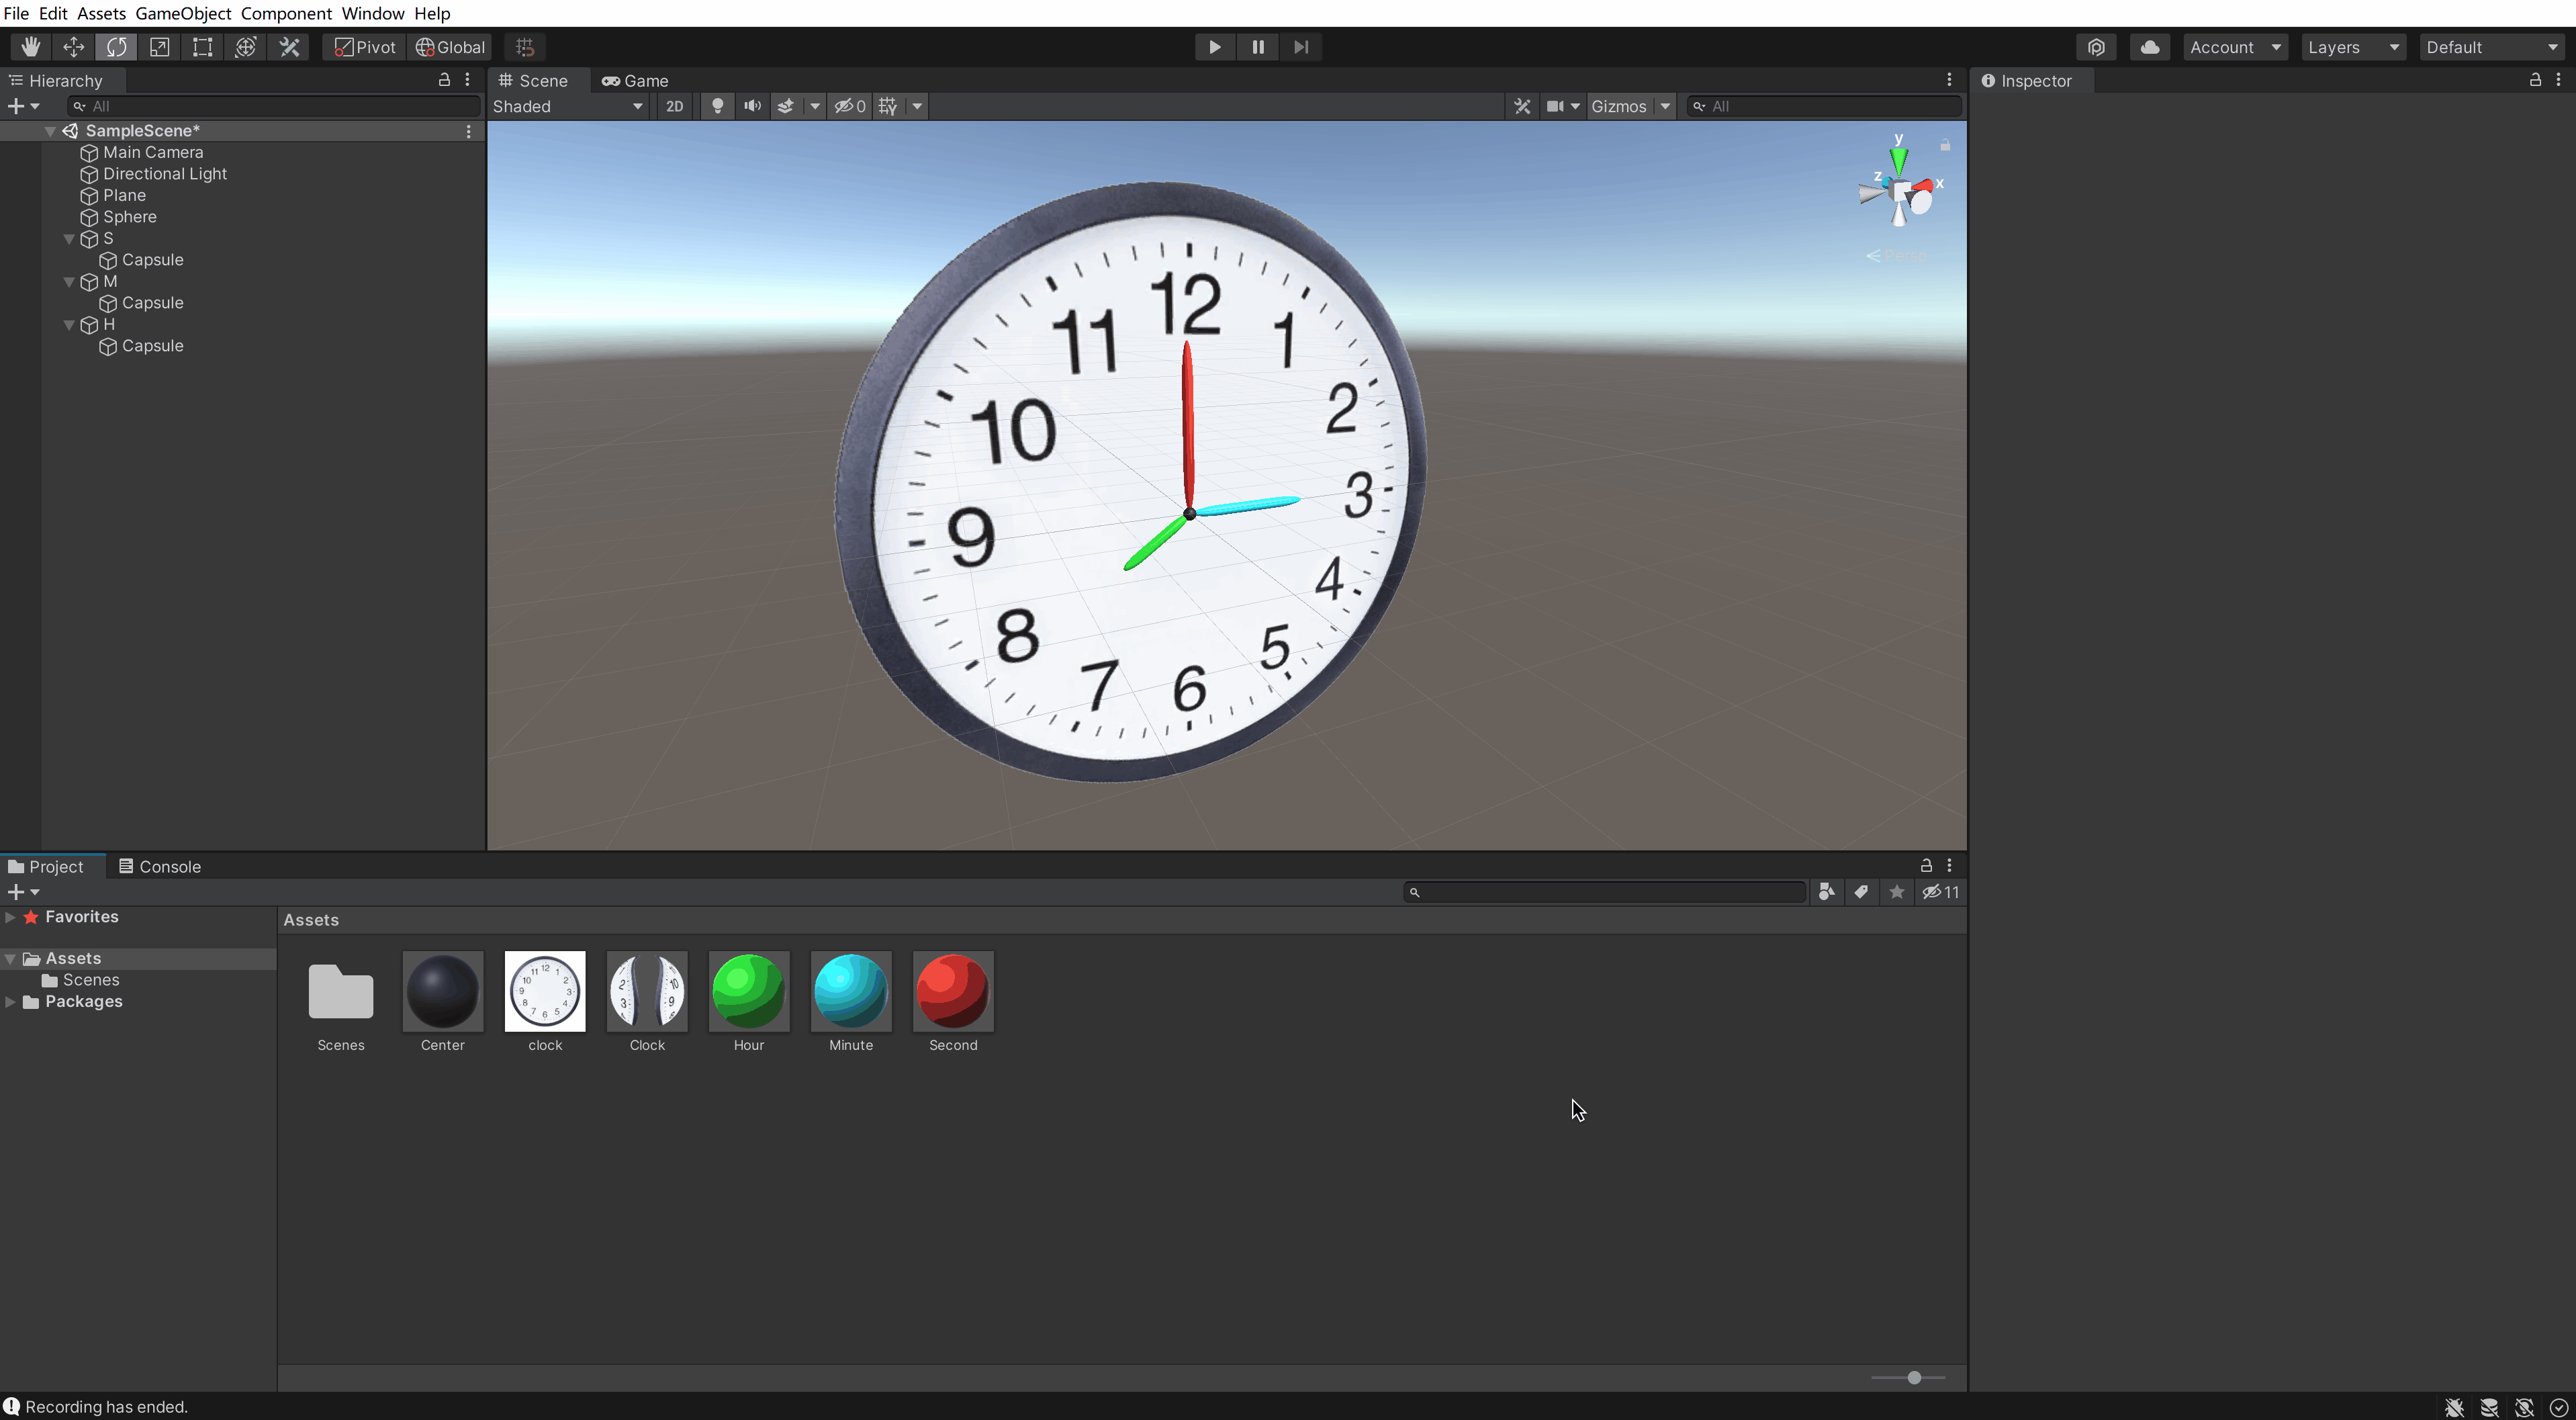 File Edit Assets GameObject Component Window Help
Pivot Global Account Layers Default
Hierarchy
All
SampleScene*
Main Camera
Directional Light
Plane
Sphere
S
Capsule
M
Capsule
H
Capsule
Scene Game
Shaded 2D 0 Gizmos All
y
z x
Persp
12
11 1
10 2
9 3
8 4
7 6 5
Inspector
Project Console
11
Favorites
Assets
Scenes
Packages
Assets
Scenes Center clock Clock Hour Minute Second
Recording has ended.